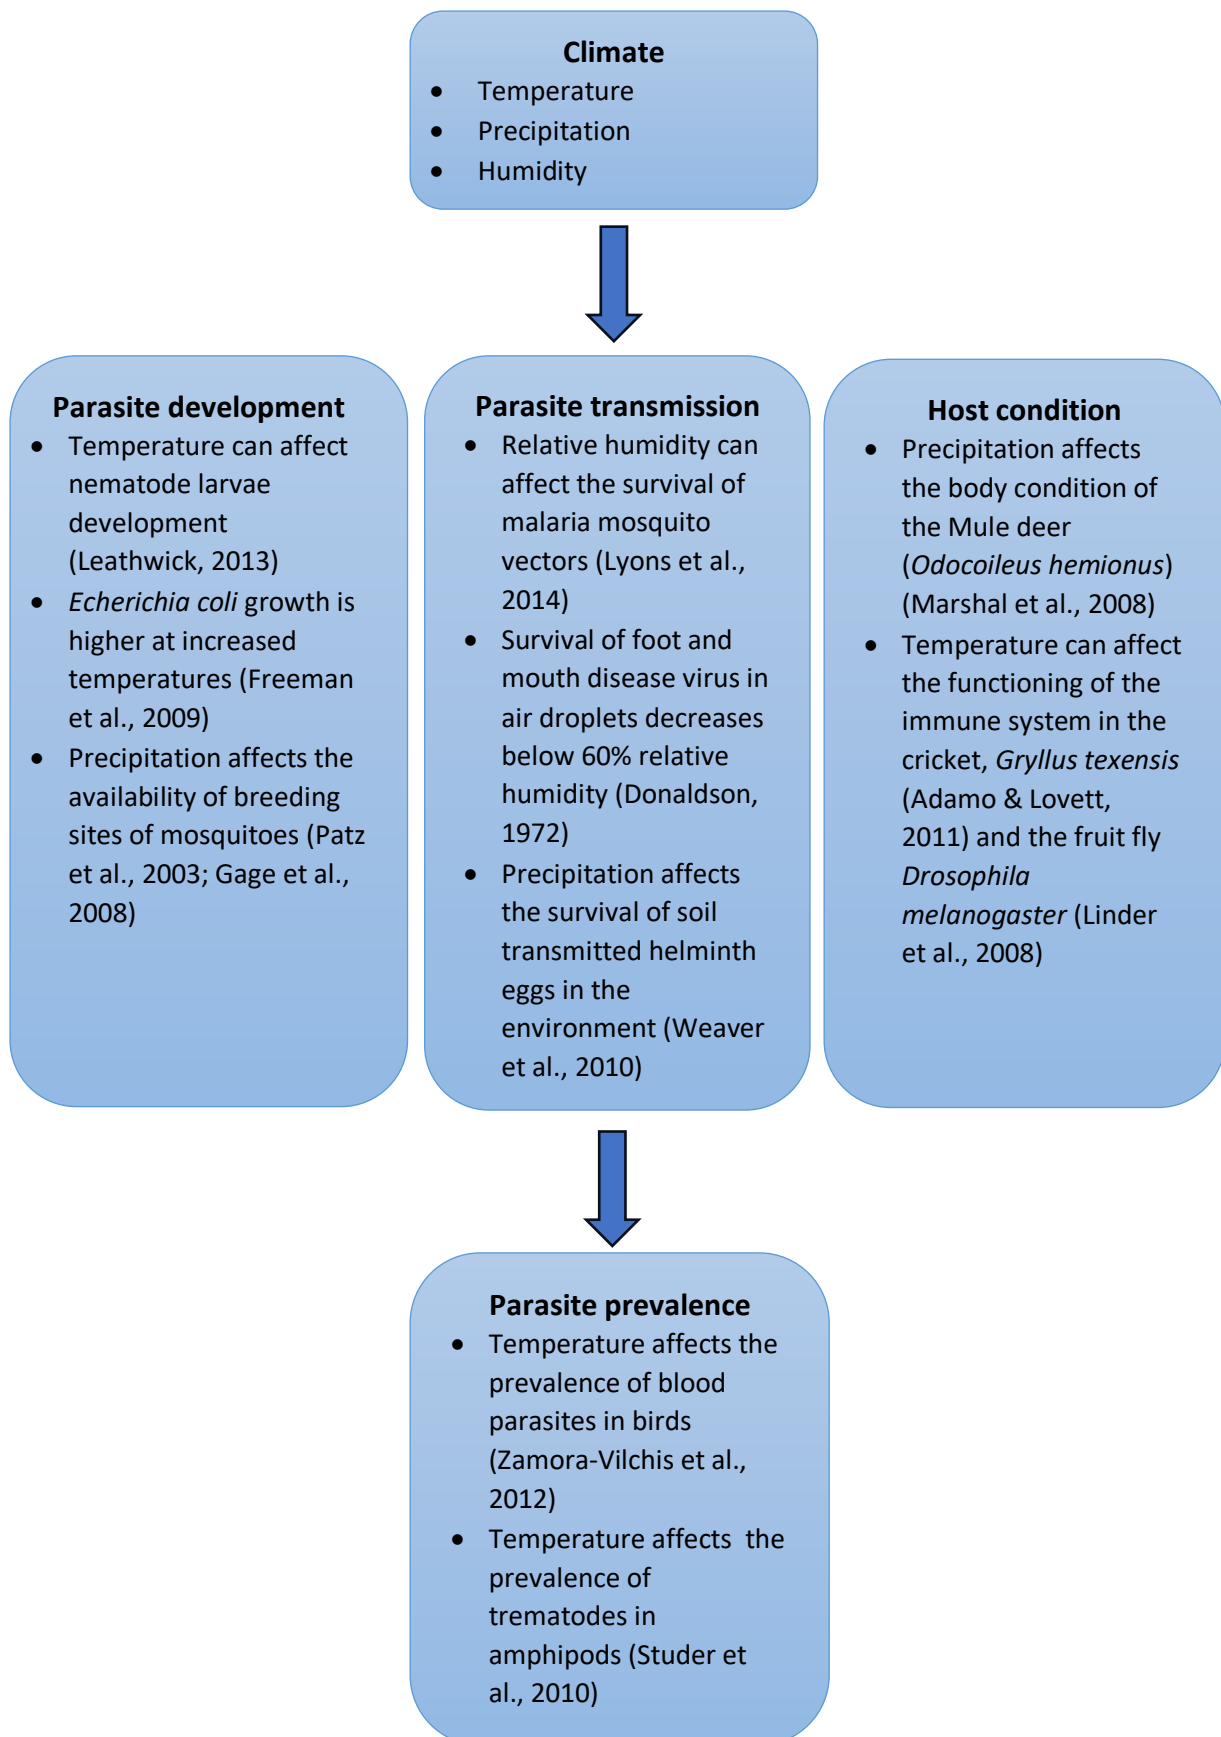 Climate
• Temperature
• Precipitation
• Humidity
Parasite development
• Temperature can affect
nematode larvae
development
(Leathwick, 2013)
• Echerichia coli growth is
higher at increased
temperatures (Freeman
et al., 2009)
• Precipitation affects the
availability of breeding
sites of mosquitoes (Patz
et al., 2003; Gage et al.,
2008)
Parasite transmission
• Relative humidity can
affect the survival of
malaria mosquito
vectors (Lyons et al.,
2014)
• Survival of foot and
mouth disease virus in
air droplets decreases
below 60% relative
humidity (Donaldson,
1972)
• Precipitation affects
the survival of soil
transmitted helminth
eggs in the
environment (Weaver
et al., 2010)
Host condition
• Precipitation affects
the body condition of
the Mule deer
(Odocoileus hemionus)
(Marshal et al., 2008)
• Temperature can affect
the functioning of the
immune system in the
cricket, Gryllus texensis
(Adamo & Lovett,
2011) and the fruit fly
Drosophila
melanogaster (Linder
et al., 2008)
Parasite prevalence
• Temperature affects the
prevalence of blood
parasites in birds
(Zamora-Vilchis et al.,
2012)
• Temperature affects  the
prevalence of
trematodes in
amphipods (Studer et
al., 2010)